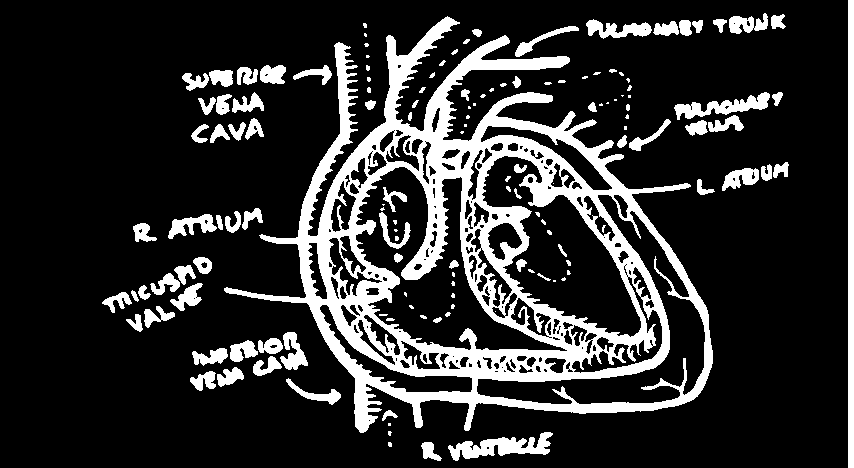 PULMONARY TRUNK
SUPERIOR
VENA
CAVA
PULMONARY
VEINS
L. ATRIUM
R. ATRIUM
TRICUSPID
VALVE
INFERIOR
VENA CAVA
R. VENTRICLE